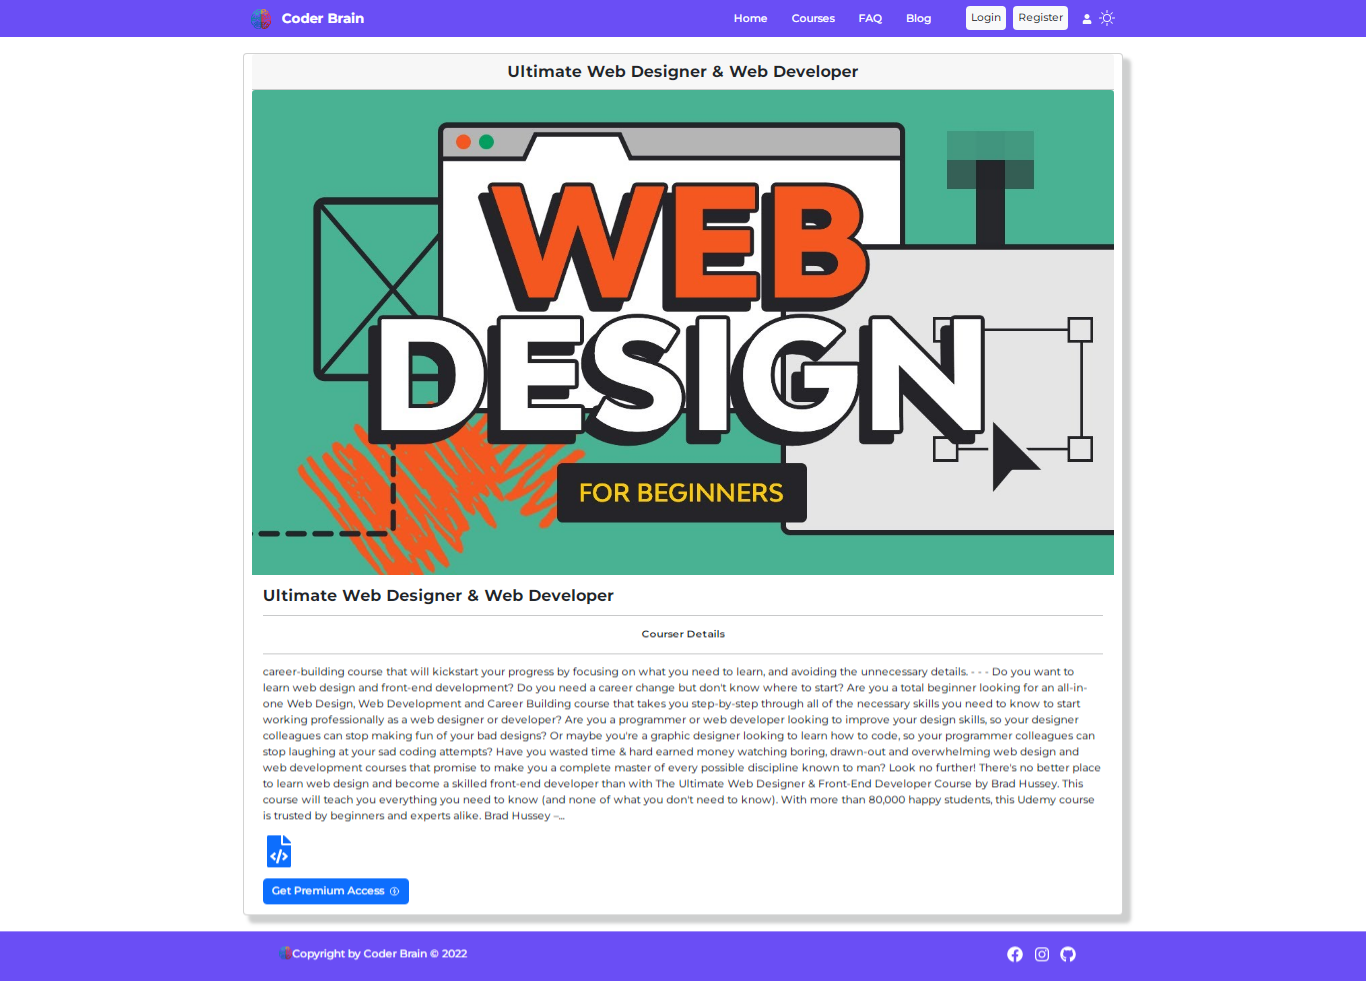 Coder Brain
Home Courses FAQ Blog Login Register
Ultimate Web Designer & Web Developer
WEB
DESIGN
FOR BEGINNERS
Ultimate Web Designer & Web Developer
Courser Details
career-building course that will kickstart your progress by focusing on what you need to learn, and avoiding the unnecessary details. - - - Do you want to
learn web design and front-end development? Do you need a career change but don't know where to start? Are you a total beginner looking for an all-in-
one Web Design, Web Development and Career Building course that takes you step-by-step through all of the necessary skills you need to know to start
working professionally as a web designer or developer? Are you a programmer or web developer looking to improve your design skills, so your designer
colleagues can stop making fun of your bad designs? Or maybe you're a graphic designer looking to learn how to code, so your programmer colleagues can
stop laughing at your sad coding attempts? Have you wasted time & hard earned money watching boring, drawn-out and overwhelming web design and
web development courses that promise to make you a complete master of every possible discipline known to man? Look no further! There's no better place
to learn web design and become a skilled front-end developer than with The Ultimate Web Designer & Front-End Developer Course by Brad Hussey. This
course will teach you everything you need to know (and none of what you don't need to know). With more than 80,000 happy students, this Udemy course
is trusted by beginners and experts alike. Brad Hussey –...
Get Premium Access
Copyright by Coder Brain © 2022